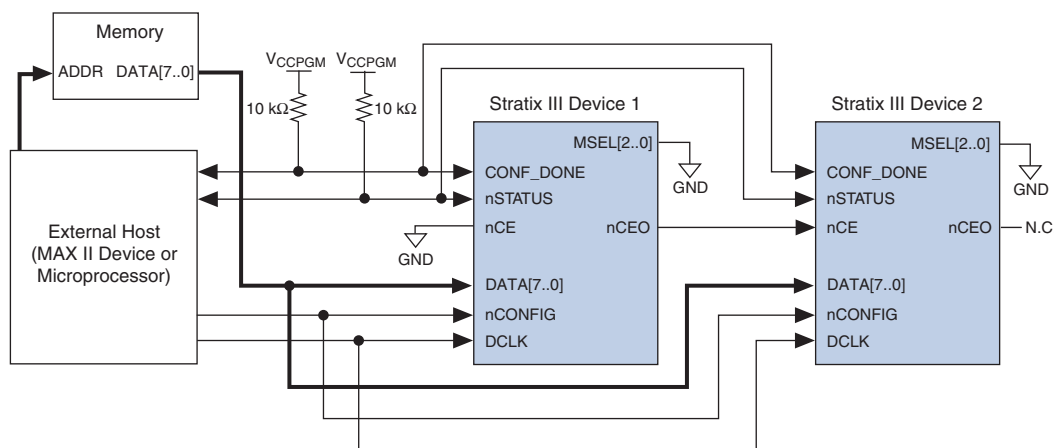 Memory
ADDR DATA[7..0]
VCCPGM VCCPGM
10 kΩ 10 kΩ
Stratix III Device 1
Stratix III Device 2
External Host
(MAX II Device or
Microprocessor)
MSEL[2..0]
CONF_DONE
nSTATUS
nCE nCEO
DATA[7..0]
nCONFIG
DCLK
GND
GND
MSEL[2..0]
CONF_DONE
nSTATUS
nCE nCEO
DATA[7..0]
nCONFIG
DCLK
GND
N.C